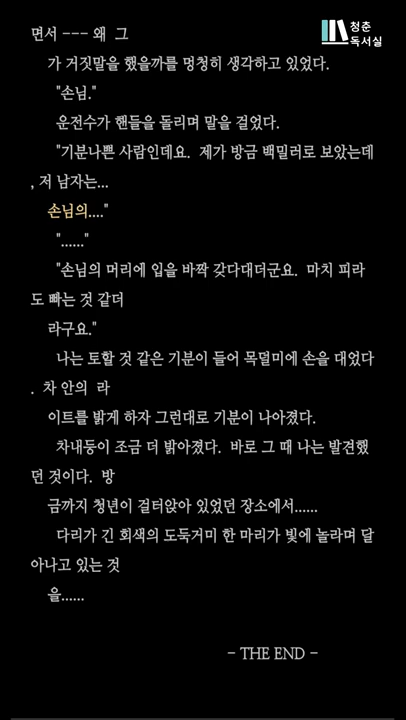 청춘
독서실
면서 --- 왜 그
가 거짓말을 했을까를 멍청히 생각하고 있었다.
"손님."
운전수가 핸들을 돌리며 말을 걸었다.
"기분나쁜 사람인데요. 제가 방금 백밀러로 보았는데
, 저 남자는...
손님의...."
"......"
"손님의 머리에 입을 바짝 갖다대더군요. 마치 피라
도 빠는 것 같더
라구요."
나는 토할 것 같은 기분이 들어 목덜미에 손을 대었다
. 차 안의 라
이트를 밝게 하자 그런대로 기분이 나아졌다.
차내등이 조금 더 밝아졌다. 바로 그 때 나는 발견했
던 것이다. 방
금까지 청년이 걸터앉아 있었던 장소에서......
다리가 긴 회색의 도둑거미 한 마리가 빛에 놀라며 달
아나고 있는 것
을......
- THE END -